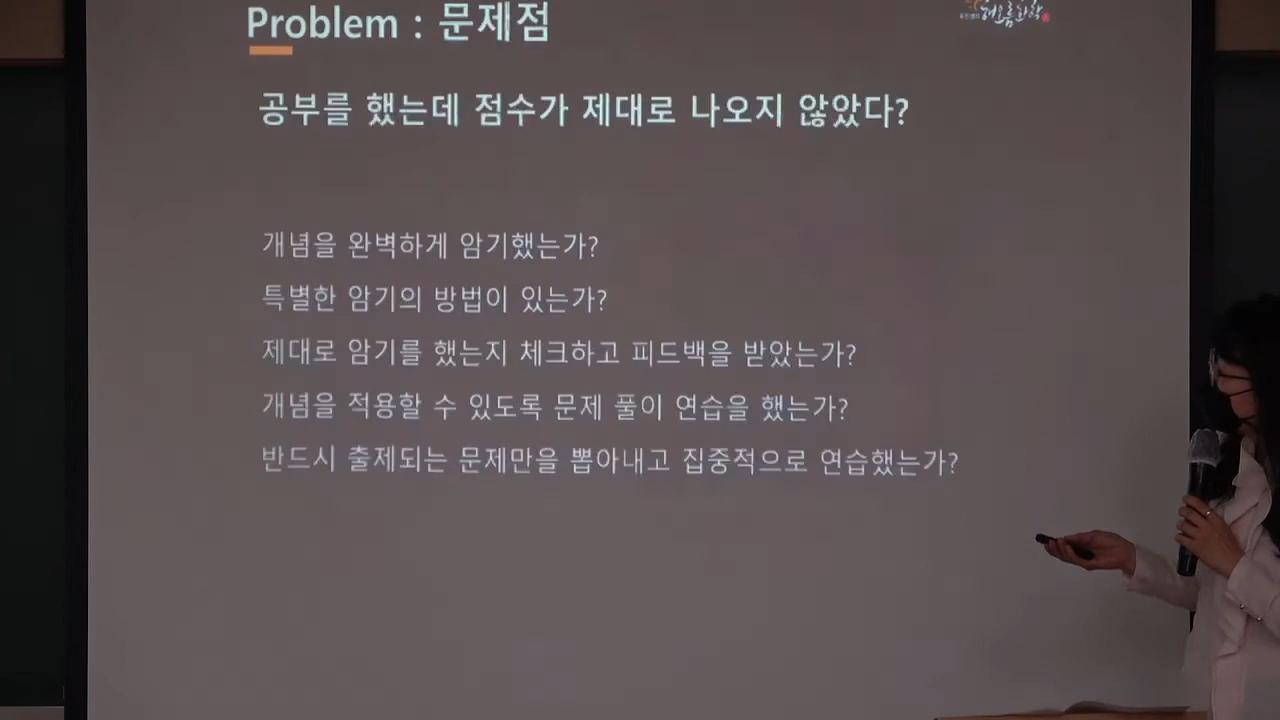 Problem : 문제점
해오름화학
공부를 했는데 점수가 제대로 나오지 않았다?
개념을 완벽하게 암기했는가?
특별한 암기의 방법이 있는가?
제대로 암기를 했는지 체크하고 피드백을 받았는가?
개념을 적용할 수 있도록 문제 풀이 연습을 했는가?
반드시 출제되는 문제만을 뽑아내고 집중적으로 연습했는가?